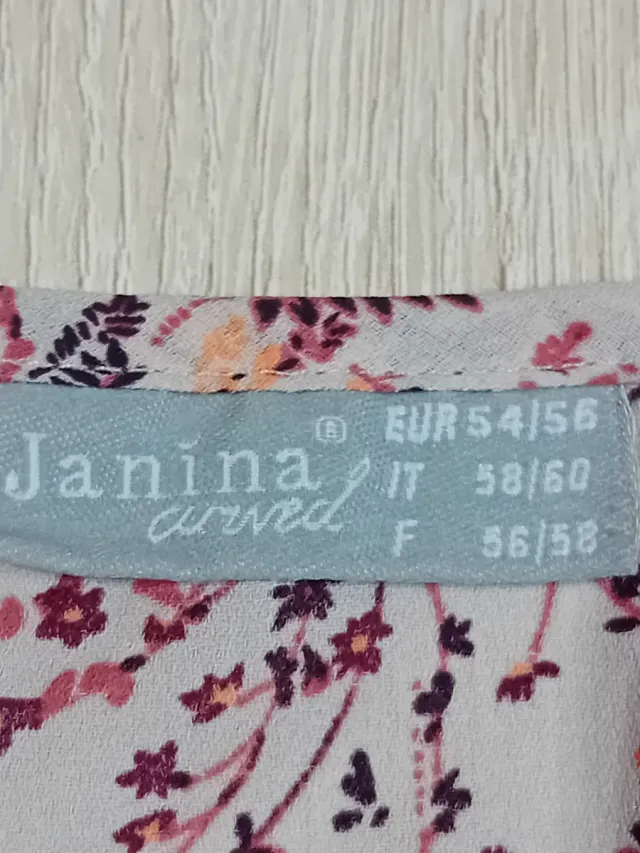 Janina®
curved
EUR 54/56
IT 58/60
F 56/58